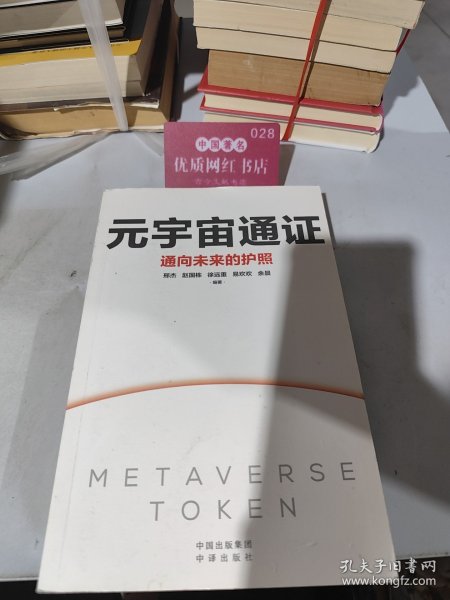 028
中国著名
优质网红书店
元宇宙通证
通向未来的护照
邢杰 赵国栋 徐远重 易欢欢 余晨
·编著·
METAVERSE
TOKEN
中国出版集团
中译出版社
孔夫子旧书网
www.kongfz.com